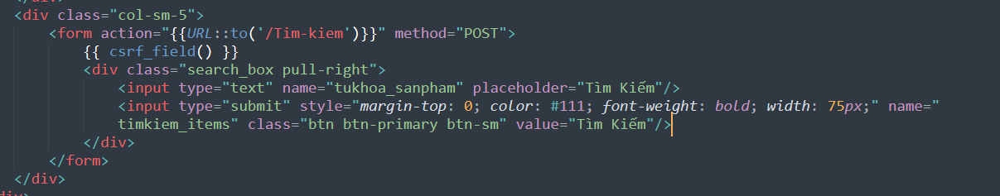 </div>
<div class="col-sm-5">
<form action="{{URL::to('/Tim-kiem')}}" method="POST">
{{ csrf_field() }}
<div class="search_box pull-right">
<input type="text" name="tukhoa_sanpham" placeholder="Tìm Kiếm"/>
<input type="submit" style="margin-top: 0; color: #111; font-weight: bold; width: 75px;" name="
timkiem_items" class="btn btn-primary btn-sm" value="Tìm Kiếm"/>
</div>
</form>
</div>
div>